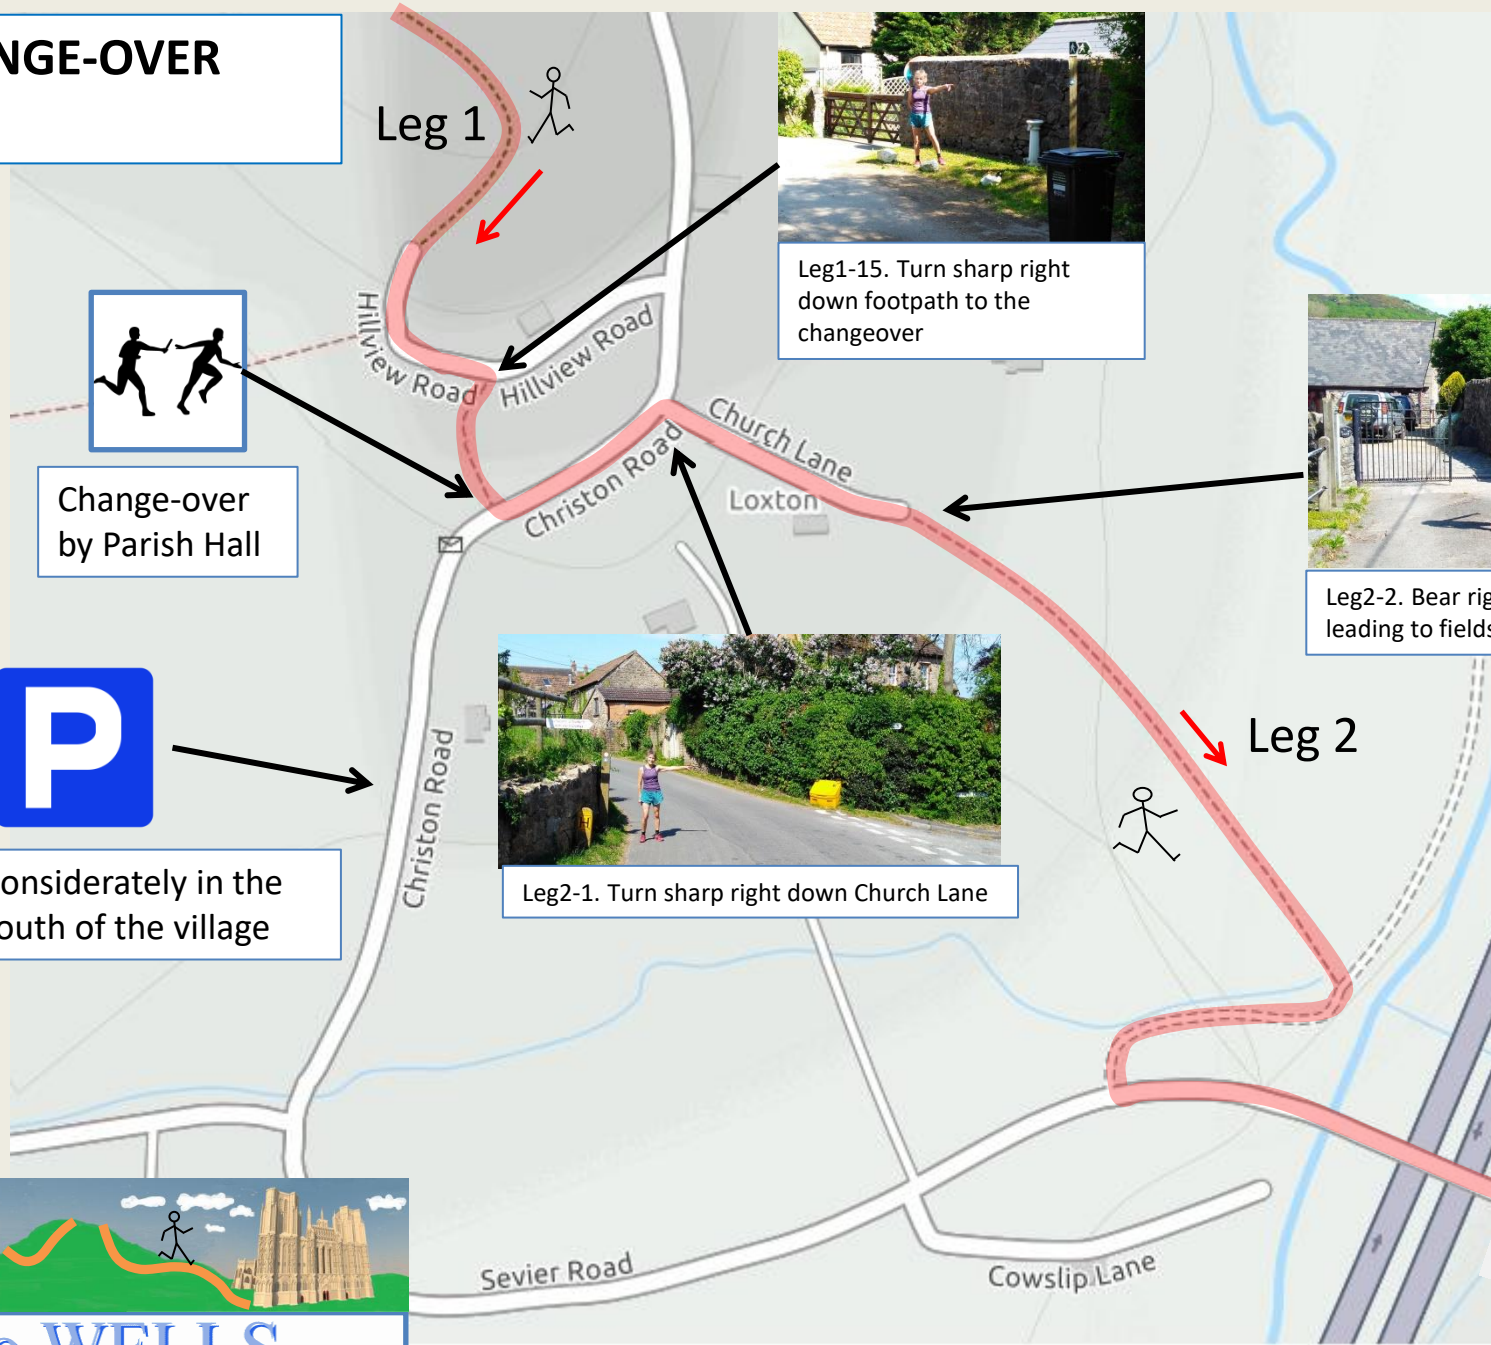 NGE-OVER
Leg 1
Leg1-15. Turn sharp right
down footpath to the
changeover
Hillview Road
Hillview Road
Church Lane
Christon Road
Loxton
Change-over
by Parish Hall
Leg2-2. Bear rig
leading to fields
P
Leg 2
Christon Road
onsiderately in the
outh of the village
Leg2-1. Turn sharp right down Church Lane
Sevier Road
Cowslip Lane
WELLS